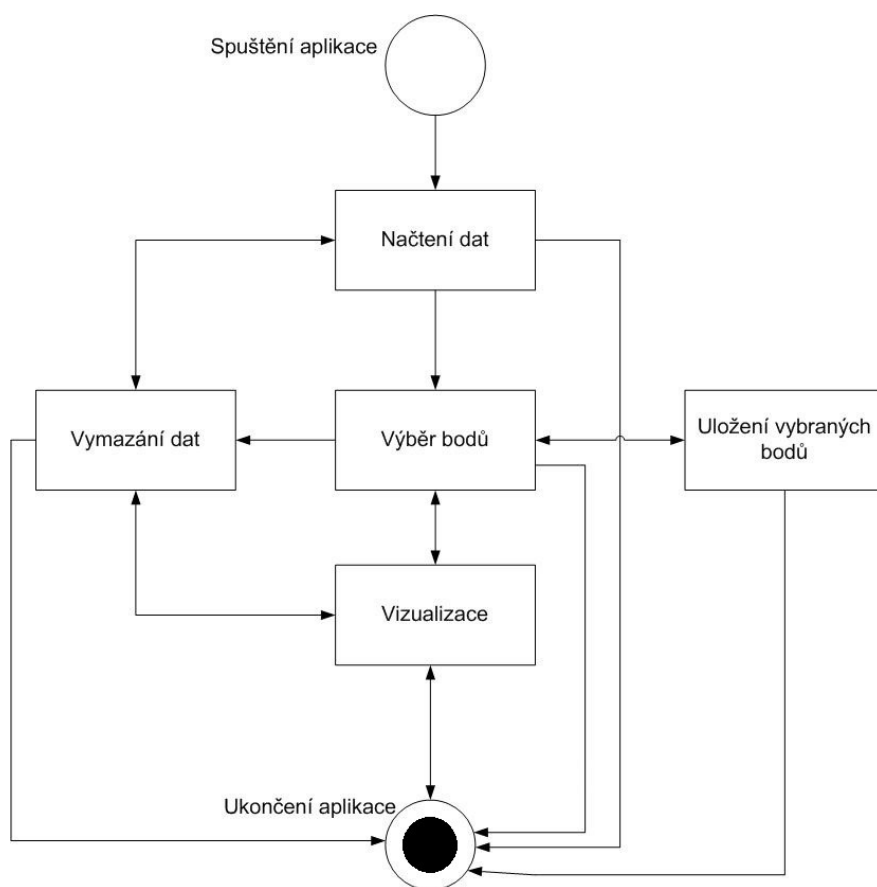 Spuštění aplikace
Načtení dat
Vymazání dat
Výběr bodů
Uložení vybraných
bodů
Vizualizace
Ukončení aplikace